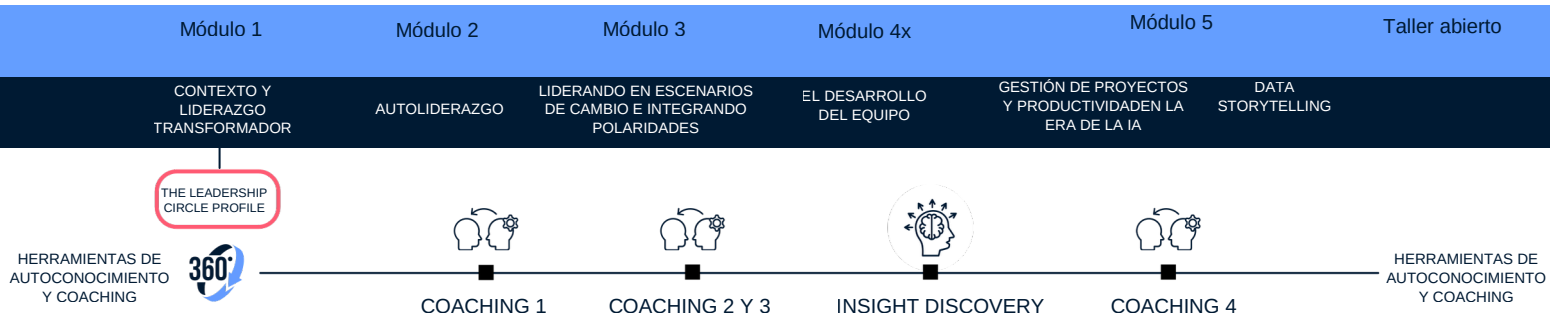 Módulo 1
Módulo 2
Módulo 3
Módulo 4x
Módulo 5
Taller abierto
CONTEXTO Y
LIDERAZGO
TRANSFORMADOR
AUTOLIDERAZGO
LIDERANDO EN ESCENARIOS
DE CAMBIO E INTEGRANDO
POLARIDADES
EL DESARROLLO
DEL EQUIPO
GESTIÓN DE PROYECTOS
Y PRODUCTIVIDADEN LA
ERA DE LA IA
DATA
STORYTELLING
THE LEADERSHIP
CIRCLE PROFILE
HERRAMIENTAS DE
AUTOCONOCIMIENTO
Y COACHING
360°
COACHING 1
COACHING 2 Y 3
INSIGHT DISCOVERY
COACHING 4
HERRAMIENTAS DE
AUTOCONOCIMIENTO
Y COACHING